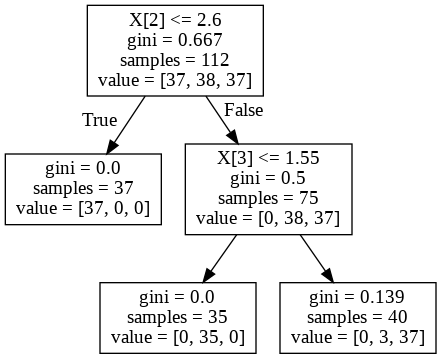 X[2] <= 2.6
gini = 0.667
samples = 112
value = [37, 38, 37]
True
False
gini = 0.0
samples = 37
value = [37, 0, 0]
X[3] <= 1.55
gini = 0.5
samples = 75
value = [0, 38, 37]
gini = 0.0
samples = 35
value = [0, 35, 0]
gini = 0.139
samples = 40
value = [0, 3, 37]